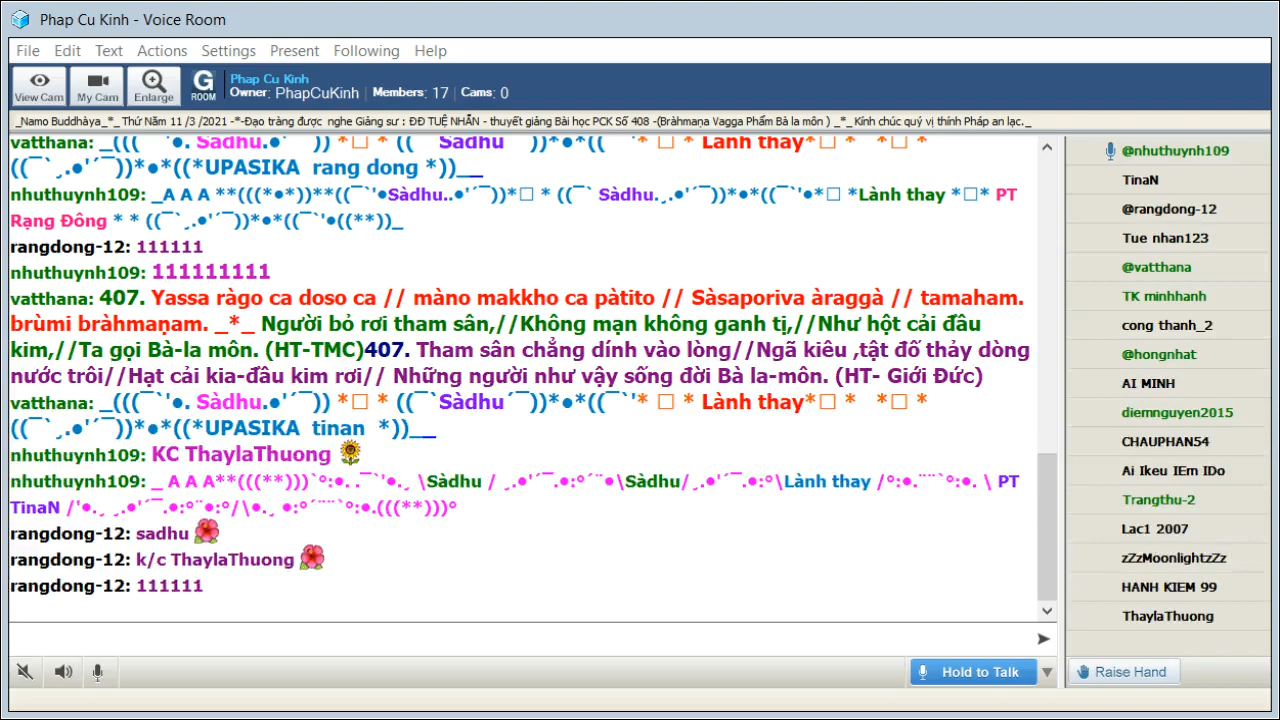 Phap Cu Kinh - Voice Room
File Edit Text Actions Settings Present Following Help
View Cam My Cam Enlarge G ROOM Phap Cu Kinh
Owner: PhapCuKinh Members: 17 Cams: 0
_Namo Buddhàya_*_ Thứ Năm 11 /3 /2021 -*-Đạo tràng được nghe Giảng sư : ĐĐ TUỆ NHẪN - thuyết giảng Bài học PCK Số 408 -(Bràhmaṇa Vagga Phẩm Bà la môn ) _*_ Kính chúc quý vị thính Pháp an lạc,_
vatthana: _(((¯`'●. Sàdhu.●'´¯)) *□ * ((¯`Sàdhu´¯))*●*((¯`'* □ * Lành thay*□ * *□ *
((¯`¸.●'´¯))*●*((*UPASIKA rang dong *))__
nhuthuynh109: _A A A **(((*●*))**((¯`'●Sàdhu..●'´¯))*□ * ((¯` Sàdhu.¸.●'´¯))*●*((¯`'●*□ *Lành thay *□* PT
Rạng Đông * * ((¯`¸.●'´¯))*●*((¯`'●((**))_
rangdong-12: 111111
nhuthuynh109: 111111111
vatthana: 407. Yassa ràgo ca doso ca // màno makkho ca pàtito // Sàsaporiva àraggà // tamaham.
brùmi bràhmaṇam. _*_ Người bỏ rơi tham sân,//Không mạn không ganh tị,//Như hột cải đầu
kim,//Ta gọi Bà-la môn. (HT-TMC)407. Tham sân chẳng dính vào lòng//Ngã kiêu ,tật đố thảy dòng
nước trôi//Hạt cải kia-đầu kim rơi// Những người như vậy sống đời Bà la-môn. (HT- Giới Đức)
vatthana: _(((¯`'●. Sàdhu.●'´¯)) *□ * ((¯`Sàdhu´¯))*●*((¯`'* □ * Lành thay*□ * *□ *
((¯`¸.●'´¯))*●*((*UPASIKA tinan *))__
nhuthuynh109: KC ThaylaThuong
nhuthuynh109: _ A A A**(((**)))`°:●. .¯`'●.¸ \Sàdhu / ¸.●'´¯.●:°´¨●\Sàdhu/¸.●'´¯.●:°\Lành thay /°:●.¨¨`°:●. \ PT
TinaN /'●.¸ ¸.●'´¯.●:°¨●:°/\●.¸ ●:°´¨¨`°:●.(((**)))°
rangdong-12: sadhu
rangdong-12: k/c ThaylaThuong
rangdong-12: 111111
@nhuthuynh109
TinaN
@rangdong-12
Tue nhan123
@vatthana
TK minhhanh
cong thanh_2
@hongnhat
AI MINH
diemnguyen2015
CHAUPHAN54
Ai Ikeu IEm IDo
Trangthu-2
Lac1 2007
zZzMoonlightzZz
HANH KIEM 99
ThaylaThuong
Hold to Talk
Raise Hand